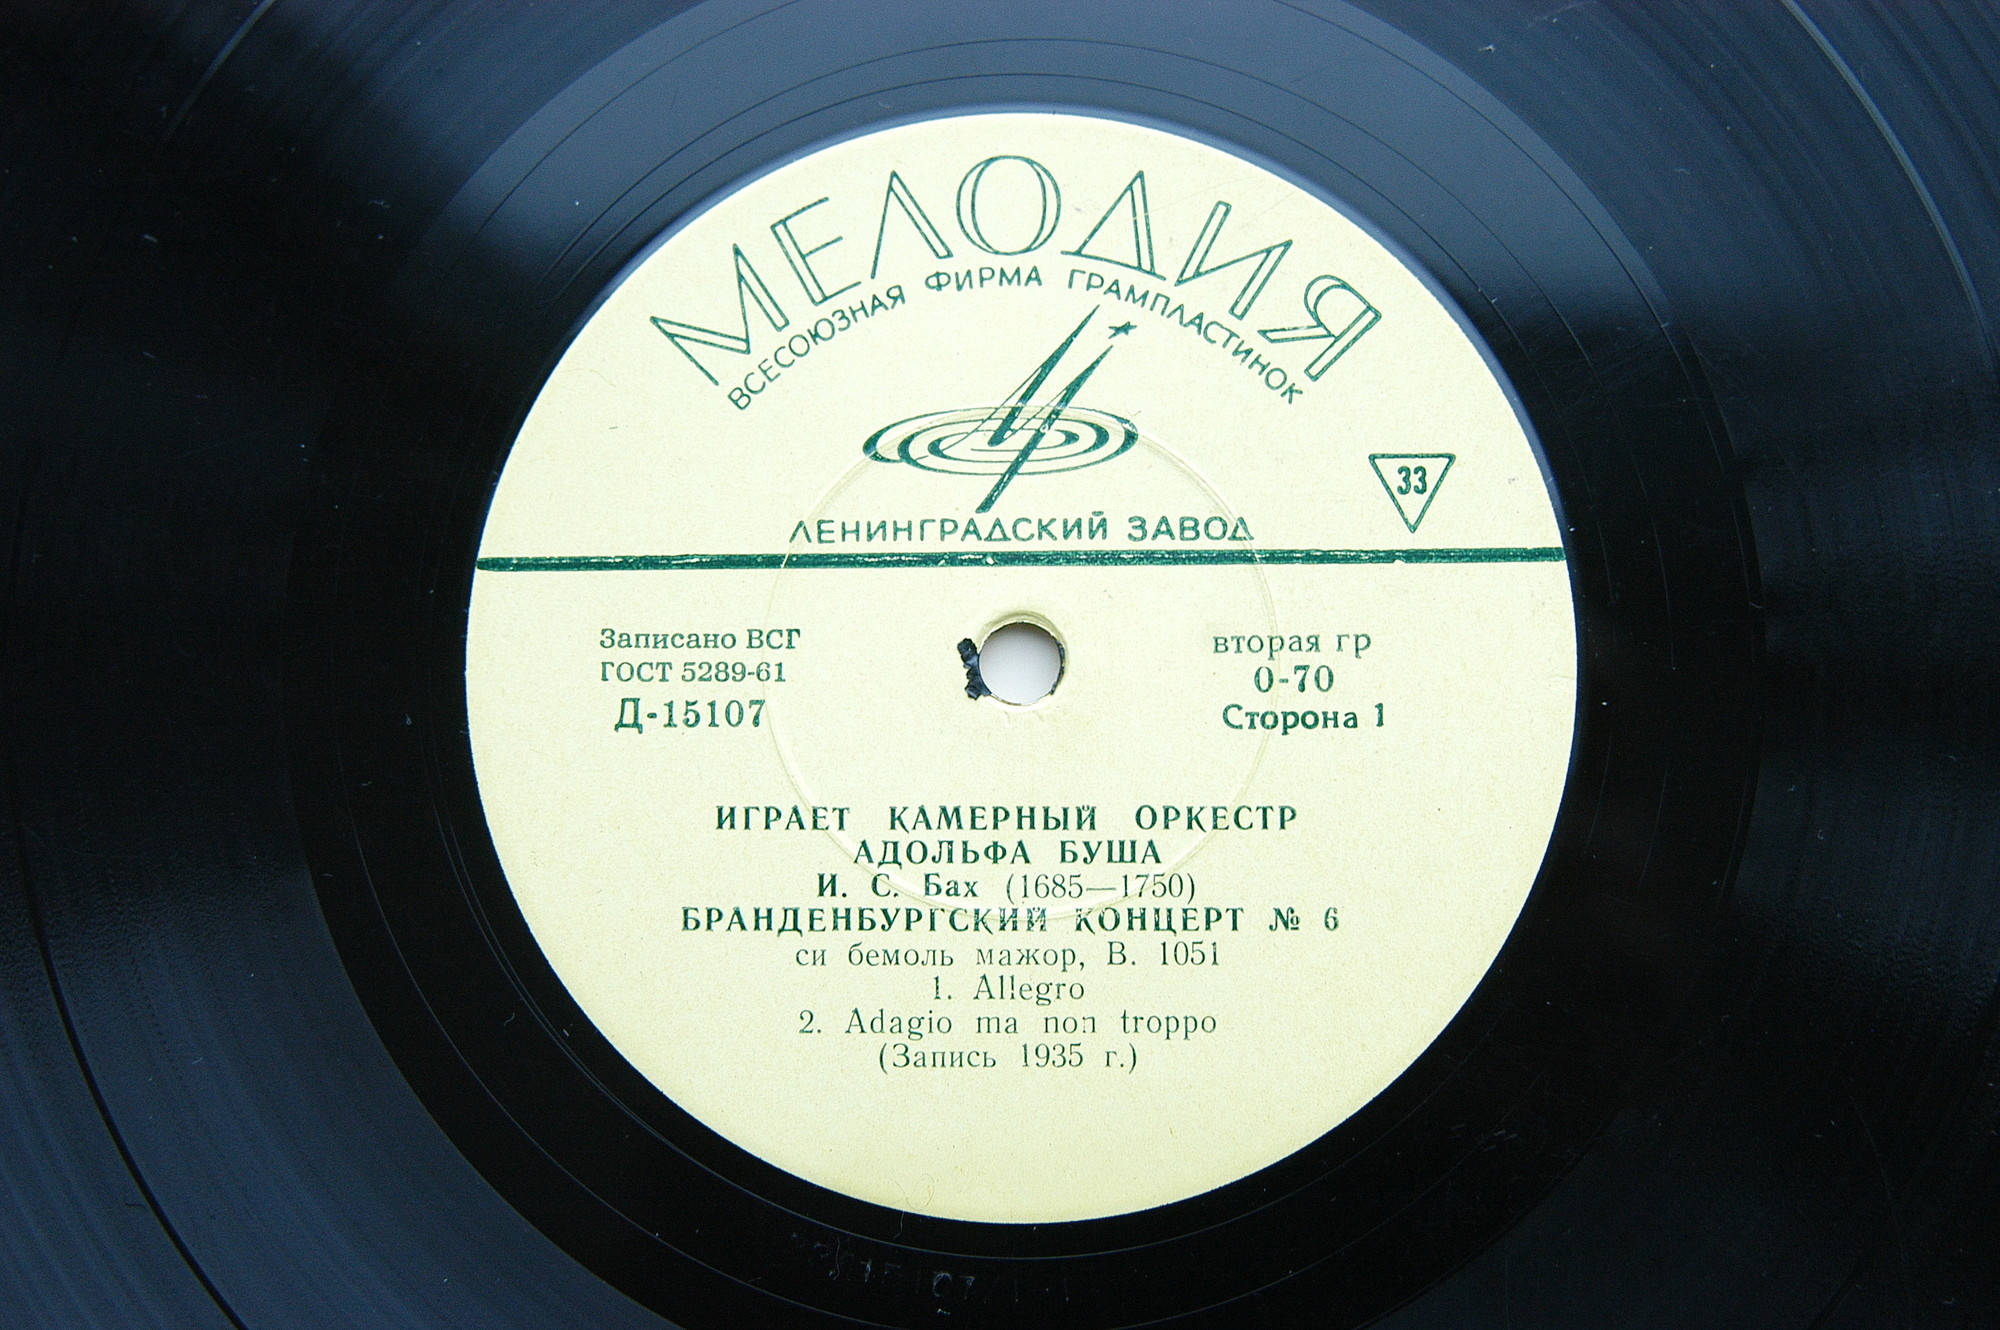 МЕЛОДИЯ
ВСЕСОЮЗНАЯ ФИРМА ГРАМПЛАСТИНОК
33
ЛЕНИНГРАДСКИЙ ЗАВОД
Записано ВСГ
ГОСТ 5289-61
Д-15107
вторая гр
0-70
Сторона 1
ИГРАЕТ КАМЕРНЫЙ ОРКЕСТР
АДОЛЬФА БУША
И. С. Бах (1685—1750)
БРАНДЕНБУРГСКИЙ КОНЦЕРТ № 6
си бемоль мажор, В. 1051
1. Allegro
2. Adagio ma non troppo
(Запись 1935 г.)